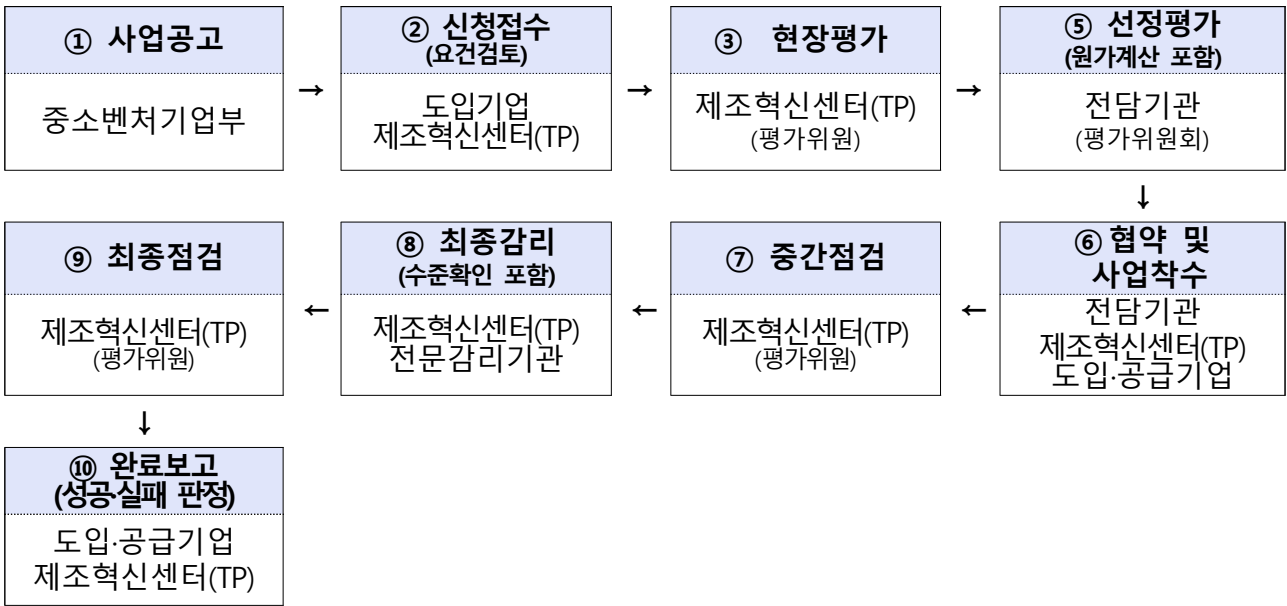 ① 사업공고
중소벤처기업부
→
② 신청접수
(요건검토)
도입기업
제조혁신센터(TP)
→
③ 현장평가
제조혁신센터(TP)
(평가위원)
→
⑤ 선정평가
(원가계산 포함)
전담기관
(평가위원회)
↓
⑥ 협약 및
사업착수
전담기관
제조혁신센터(TP)
도입·공급기업
←
⑦ 중간점검
제조혁신센터(TP)
(평가위원)
←
⑧ 최종감리
(수준확인 포함)
제조혁신센터(TP)
전문감리기관
←
⑨ 최종점검
제조혁신센터(TP)
(평가위원)
↓
⑩ 완료보고
(성공·실패 판정)
도입·공급기업
제조혁신센터(TP)